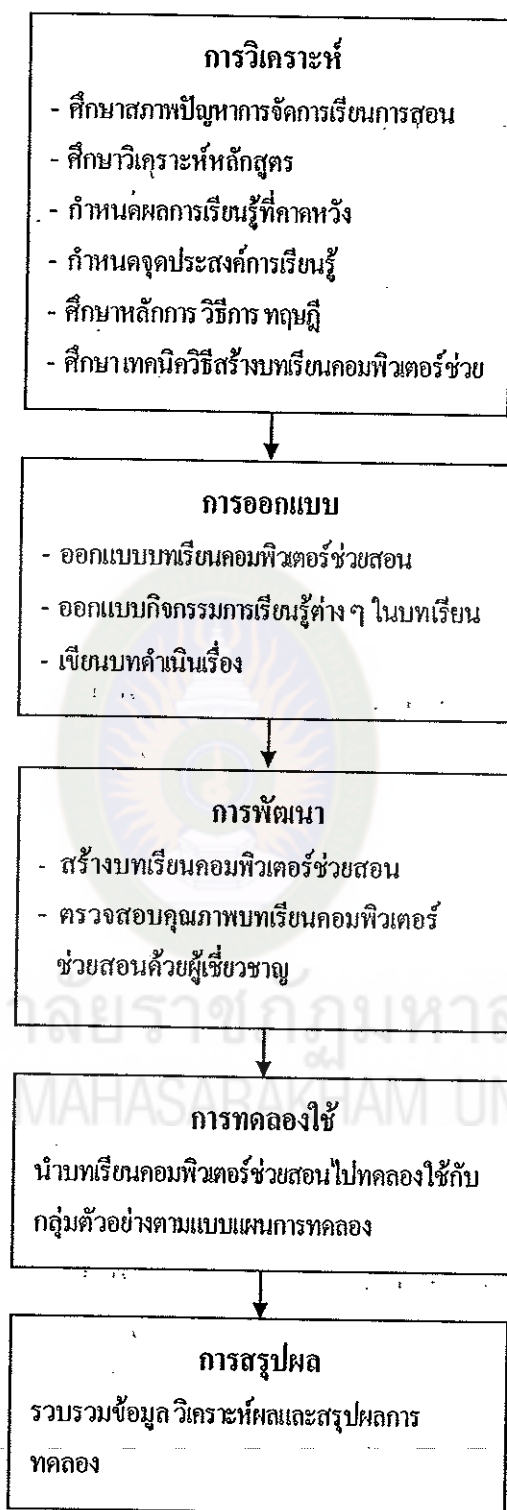 การวิเคราะห์
- ศึกษาสภาพปัญหาการจัดการเรียนการสอน
- ศึกษาวิเคราะห์หลักสูตร
- กำหนดผลการเรียนรู้ที่คาดหวัง
- กำหนดจุดประสงค์การเรียนรู้
- ศึกษาหลักการ วิธีการ ทฤษฎี
- ศึกษาเทคนิควิธีสร้างบทเรียนคอมพิวเตอร์ช่วย
การออกแบบ
- ออกแบบบทเรียนคอมพิวเตอร์ช่วยสอน
- ออกแบบกิจกรรมการเรียนรู้ต่าง ๆ ในบทเรียน
- เขียนบทดำเนินเรื่อง
การพัฒนา
- สร้างบทเรียนคอมพิวเตอร์ช่วยสอน
- ตรวจสอบคุณภาพบทเรียนคอมพิวเตอร์
ช่วยสอนด้วยผู้เชี่ยวชาญ
ลัยราชภัฏมหาส
MAHASARAKHAM UN
การทดลองใช้
นำบทเรียนคอมพิวเตอร์ช่วยสอนไปทดลองใช้กับ
กลุ่มตัวอย่างตามแบบแผนการทดลอง
การสรุปผล
รวบรวมข้อมูล วิเคราะห์ผลและสรุปผลการ
ทดลอง